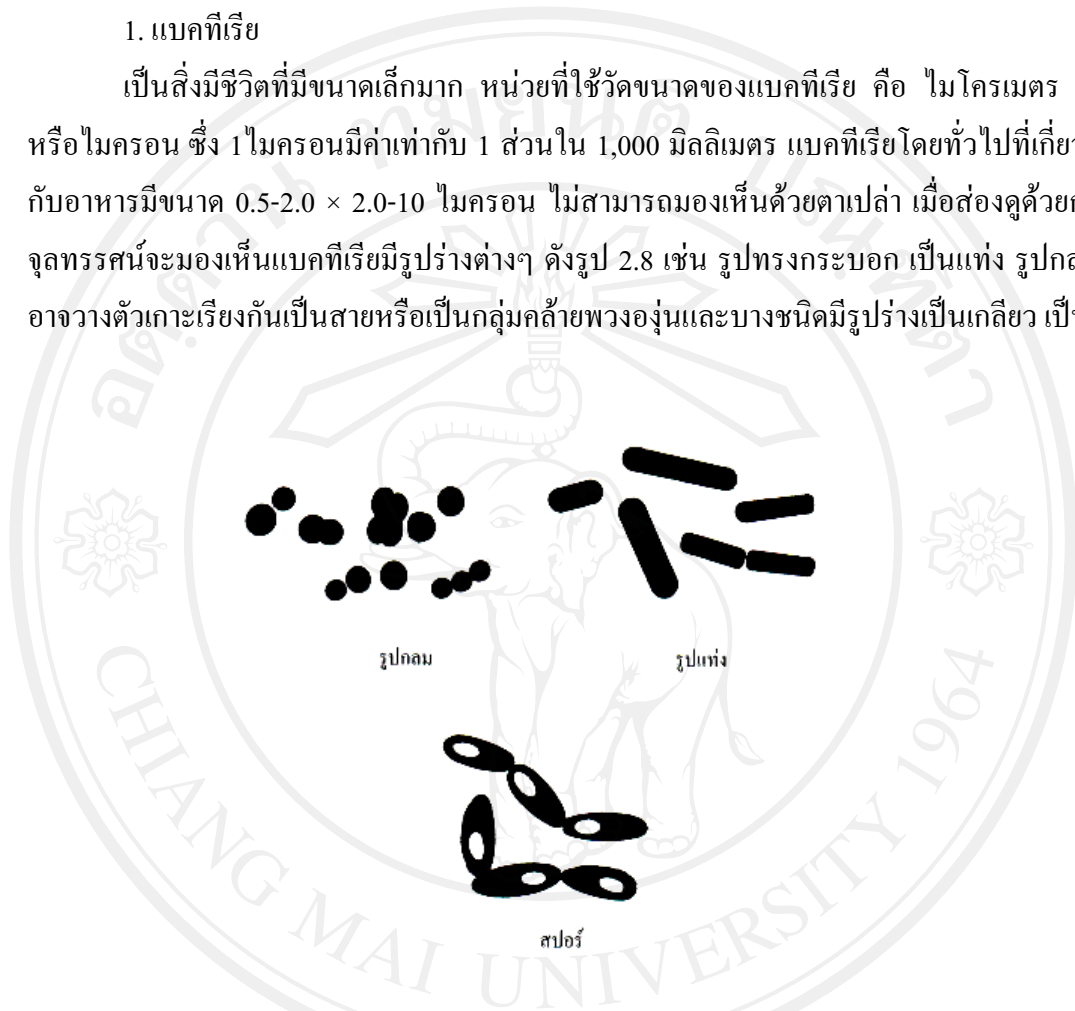 1. แบคทีเรีย
เป็นสิ่งมีชีวิตที่มีขนาดเล็กมาก หน่วยที่ใช้วัดขนาดของแบคทีเรีย คือ ไมโครเมตร
หรือไมครอน ซึ่ง 1ไมครอนมีค่าเท่ากับ 1 ส่วนใน 1,000 มิลลิเมตร แบคทีเรียโดยทั่วไปที่เกี่ยว
กับอาหารมีขนาด 0.5-2.0 × 2.0-10 ไมครอน ไม่สามารถมองเห็นด้วยตาเปล่า เมื่อส่องดูด้วย
จุลทรรศน์จะมองเห็นแบคทีเรียมีรูปร่างต่างๆ ดังรูป 2.8 เช่น รูปทรงกระบอก เป็นแท่ง
อาจวางตัวเกาะเรียงกันเป็นสายหรือเป็นกลุ่มคล้ายพวงองุ่นและบางชนิดมีรูปร่างเป็นเกลียว
รูปกลม
รูปแท่ง
สปอร์
CHIANG MAI UNIVERSITY 1964